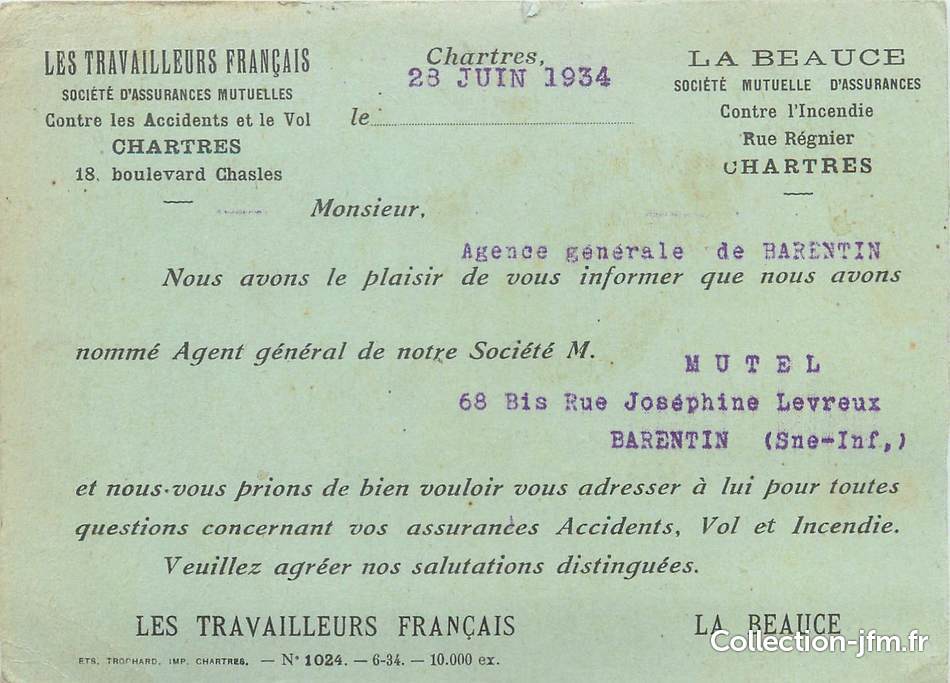 LES TRAVAILLEURS FRANÇAIS
SOCIÉTÉ D'ASSURANCES MUTUELLES
Contre les Accidents et le Vol
CHARTRES
18, boulevard Chasles
Chartres,
le 28 JUIN 1934
LA BEAUCE
SOCIÉTÉ MUTUELLE D'ASSURANCES
Contre l'Incendie
Rue Régnier
CHARTRES
Monsieur,
Agence générale de BARENTIN
Nous avons le plaisir de vous informer que nous avons
nommé Agent général de notre Société M.
MUTEL
68 Bis Rue Joséphine Levreux
BARENTIN (Sne-Inf,)
et nous vous prions de bien vouloir vous adresser à lui pour toutes
questions concernant vos assurances Accidents, Vol et Incendie.
Veuillez agréer nos salutations distinguées.
LES TRAVAILLEURS FRANÇAIS
LA BEAUCE
ETS. TROCHARD, IMP. CHARTRES. — N° 1024. — 6-34. — 10.000 ex.
Collection-jfm.fr